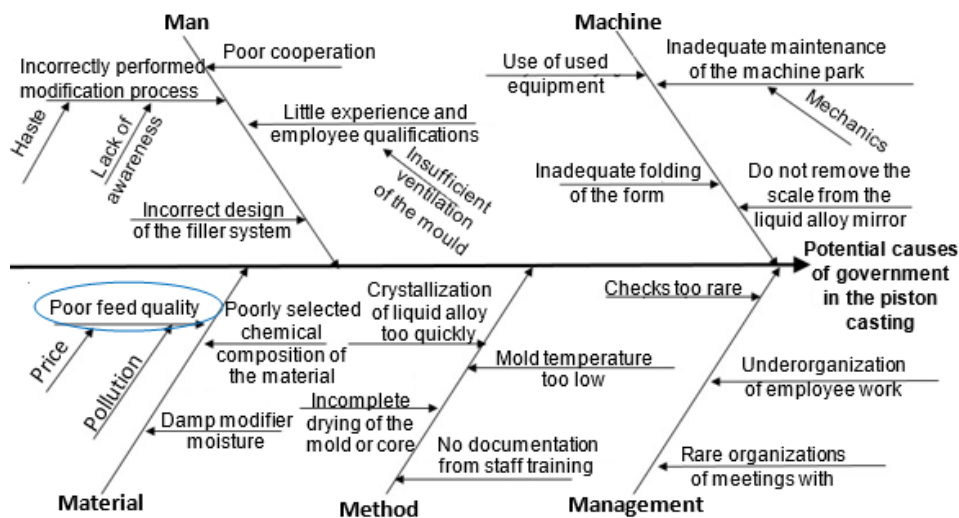 Man
Poor cooperation
Incorrectly performed
modification process
Haste
Lack of
awareness
Little experience and
employee qualifications
Insufficient
ventilation
of the mould
Incorrect design
of the filler system
Machine
Use of used
equipment
Inadequate maintenance
of the machine park
Mechanics
Inadequate folding
of the form
Do not remove the
scale from the
liquid alloy mirror
Potential causes
of government
in the piston
casting
Poor feed quality
Price
Pollution
Poorly selected
chemical
composition of
the material
Damp modifier
moisture
Material
Crystallization
of liquid alloy
too quickly
Mold temperature
too low
Incomplete
drying of the
mold or core
No documentation
from staff training
Method
Checks too rare
Underorganization
of employee work
Rare organizations
of meetings with
Management